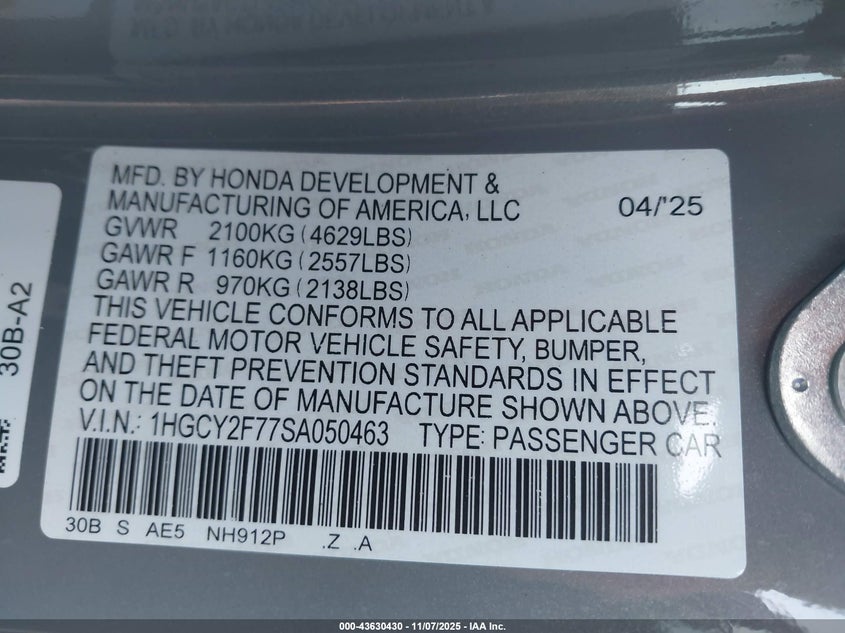 MFD. BY HONDA DEVELOPMENT &
MANUFACTURING OF AMERICA, LLC 04/'25
GVWR 2100KG (4629LBS)
GAWR F 1160KG (2557LBS)
GAWR R 970KG (2138LBS)
THIS VEHICLE CONFORMS TO ALL APPLICABLE
FEDERAL MOTOR VEHICLE SAFETY, BUMPER,
AND THEFT PREVENTION STANDARDS IN EFFECT
ON THE DATE OF MANUFACTURE SHOWN ABOVE.
V.I.N.: 1HGCY2F77SA050463 TYPE: PASSENGER CAR
30B S AE5 NH912P .Z .A
30B-A2
000-43630430 - 11/07/2025 - IAA Inc.